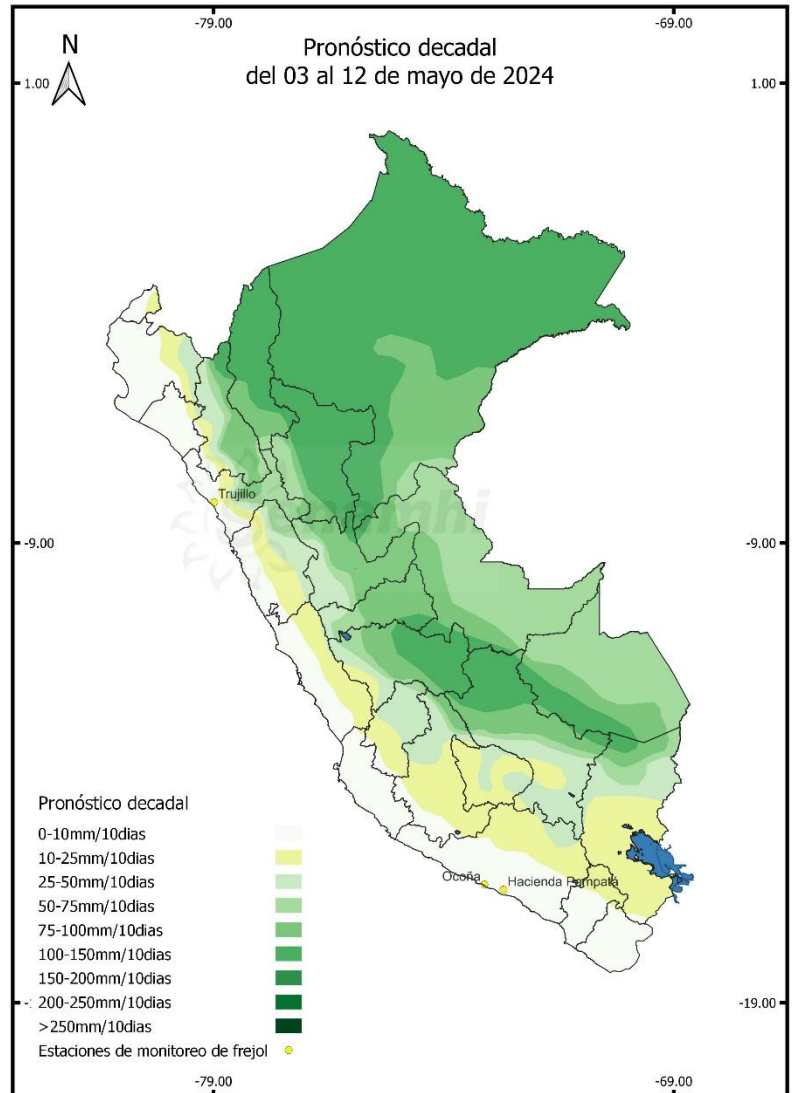 -79.00
-69.00
N
Pronóstico decadal
del 03 al 12 de mayo de 2024
1.00
1.00
Trujillo
Senamhi
-9.00
-9.00
Pronóstico decadal
0-10mm/10dias
10-25mm/10dias
25-50mm/10dias
Ocoña
Hacienda Pampata
50-75mm/10dias
75-100mm/10dias
100-150mm/10dias
150-200mm/10dias
200-250mm/10dias
-19.00
>250mm/10dias
Estaciones de monitoreo de frejol
-79.00
-69.00